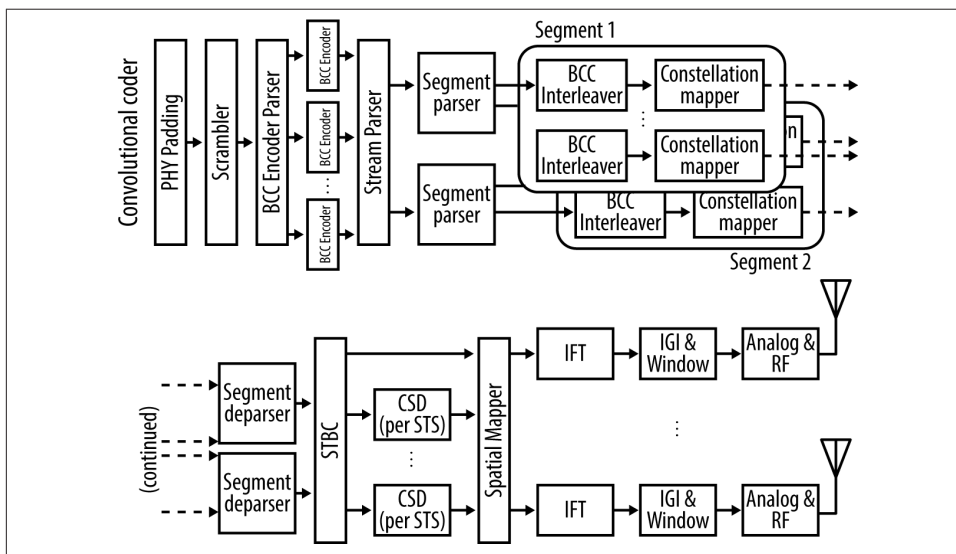 Convolutional coder
PHY Padding
Scrambler
BCC Encoder Parser
BCC Encoder
BCC Encoder
BCC Encoder
Stream Parser
Segment
parser
Segment
parser
Segment 1
BCC
Interleaver
Constellation
mapper
BCC
Interleaver
Constellation
mapper
BCC
Interleaver
Constellation
mapper
Segment 2
(continued)
Segment
deparser
Segment
deparser
STBC
CSD
(per STS)
CSD
(per STS)
Spatial Mapper
IFT
IGI &
Window
Analog &
RF
IFT
IGI &
Window
Analog &
RF